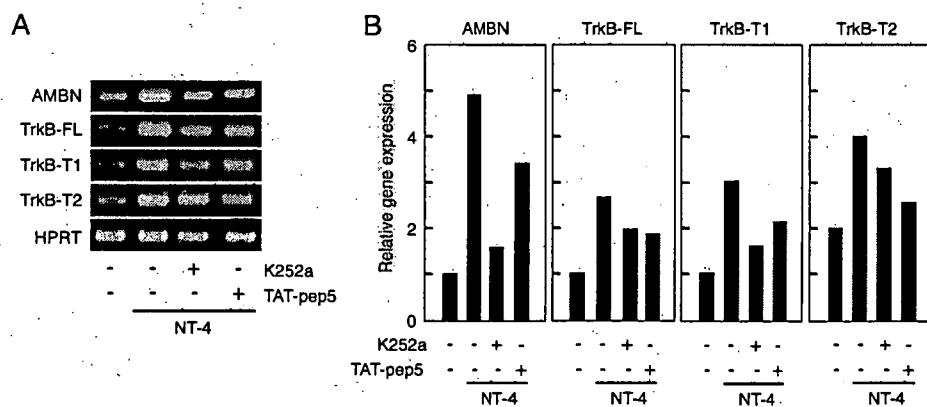 A
AMBN
TrkB-FL
TrkB-T1
TrkB-T2
HPRT
- - + - K252a
- - - + TAT-pep5
NT-4
B
AMBN TrkB-FL TrkB-T1 TrkB-T2
Relative gene expression
6
4
2
0
K252a - - + - - - + - - - + - - - + -
TAT-pep5 - - - + - - - + - - - + - - - +
NT-4 NT-4 NT-4 NT-4